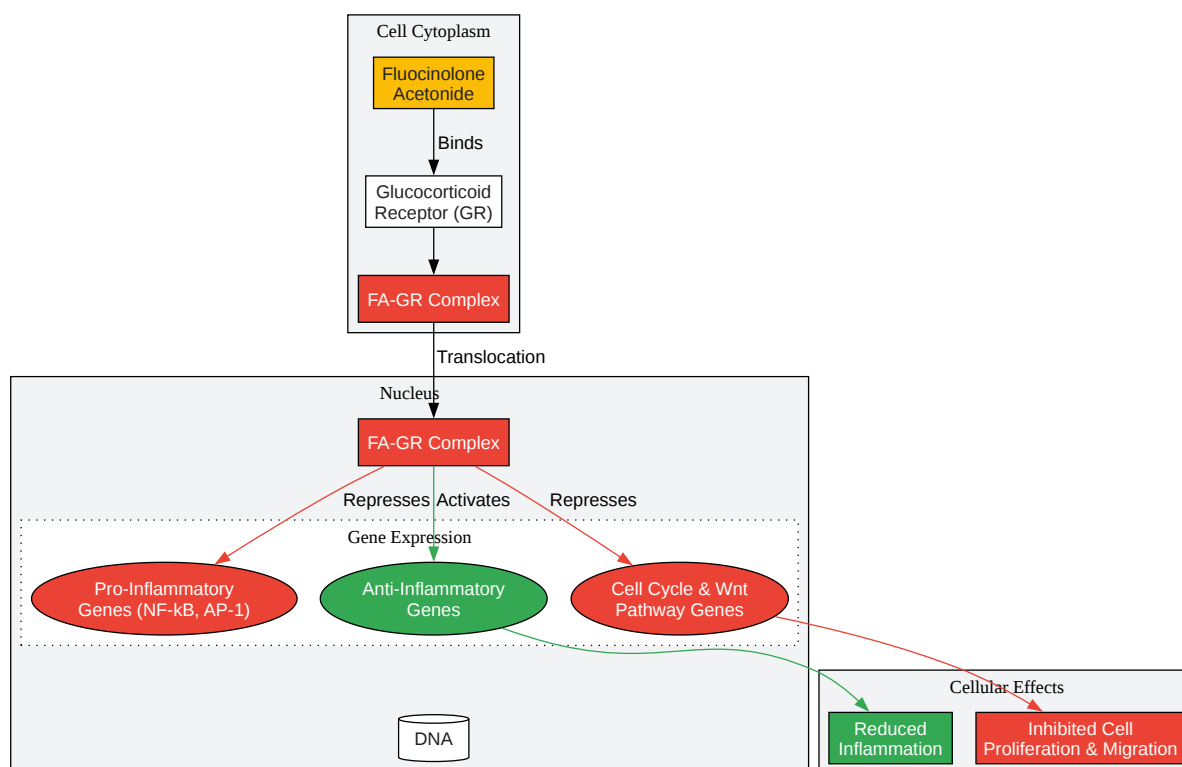 Cell Cytoplasm
Fluocinolone
Acetonide
Binds
Glucocorticoid
Receptor (GR)
FA-GR Complex
Translocation
Nucleus
FA-GR Complex
Represses
Activates
Represses
Gene Expression
Pro-Inflammatory
Genes (NF-kB, AP-1)
Anti-Inflammatory
Genes
Cell Cycle & Wnt
Pathway Genes
Cellular Effects
DNA
Reduced
Inflammation
Inhibited Cell
Proliferation & Migration